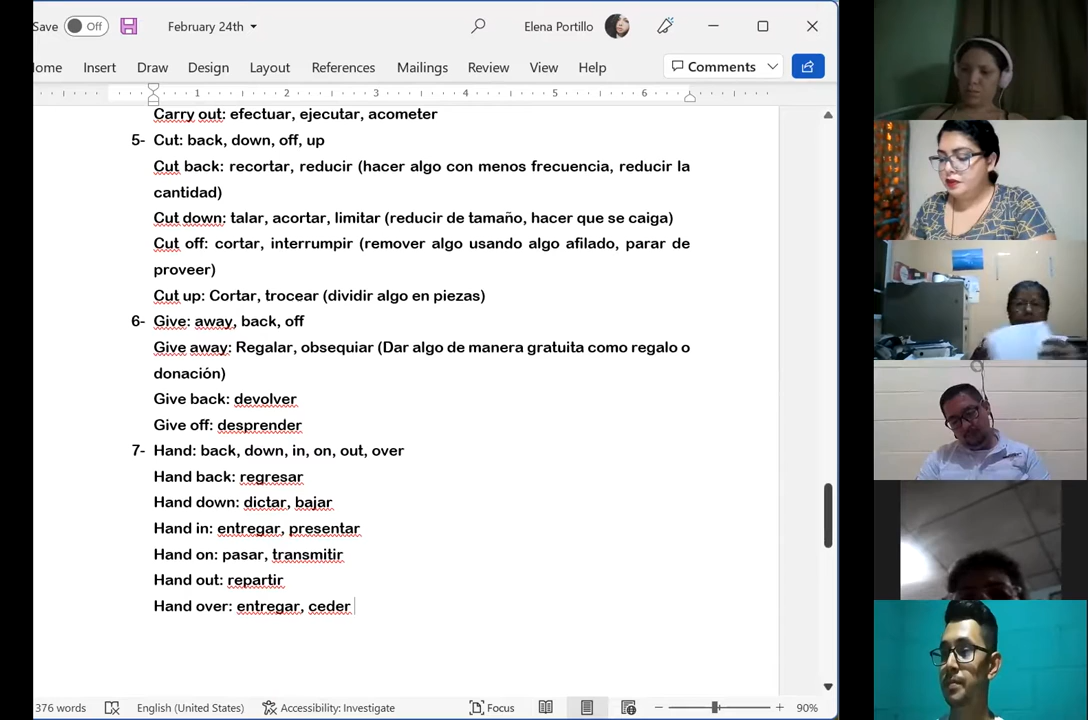 Save Off February 24th Elena Portillo
ome Insert Draw Design Layout References Mailings Review View Help Comments
1 2 3 4 5 6
Carry out: efectuar, ejecutar, acometer
5- Cut: back, down, off, up
Cut back: recortar, reducir (hacer algo con menos frecuencia, reducir la
cantidad)
Cut down: talar, acortar, limitar (reducir de tamaño, hacer que se caiga)
Cut off: cortar, interrumpir (remover algo usando algo afilado, parar de
proveer)
Cut up: Cortar, trocear (dividir algo en piezas)
6- Give: away, back, off
Give away: Regalar, obsequiar (Dar algo de manera gratuita como regalo o
donación)
Give back: devolver
Give off: desprender
7- Hand: back, down, in, on, out, over
Hand back: regresar
Hand down: dictar, bajar
Hand in: entregar, presentar
Hand on: pasar, transmitir
Hand out: repartir
Hand over: entregar, ceder
376 words English (United States) Accessibility: Investigate Focus 90%